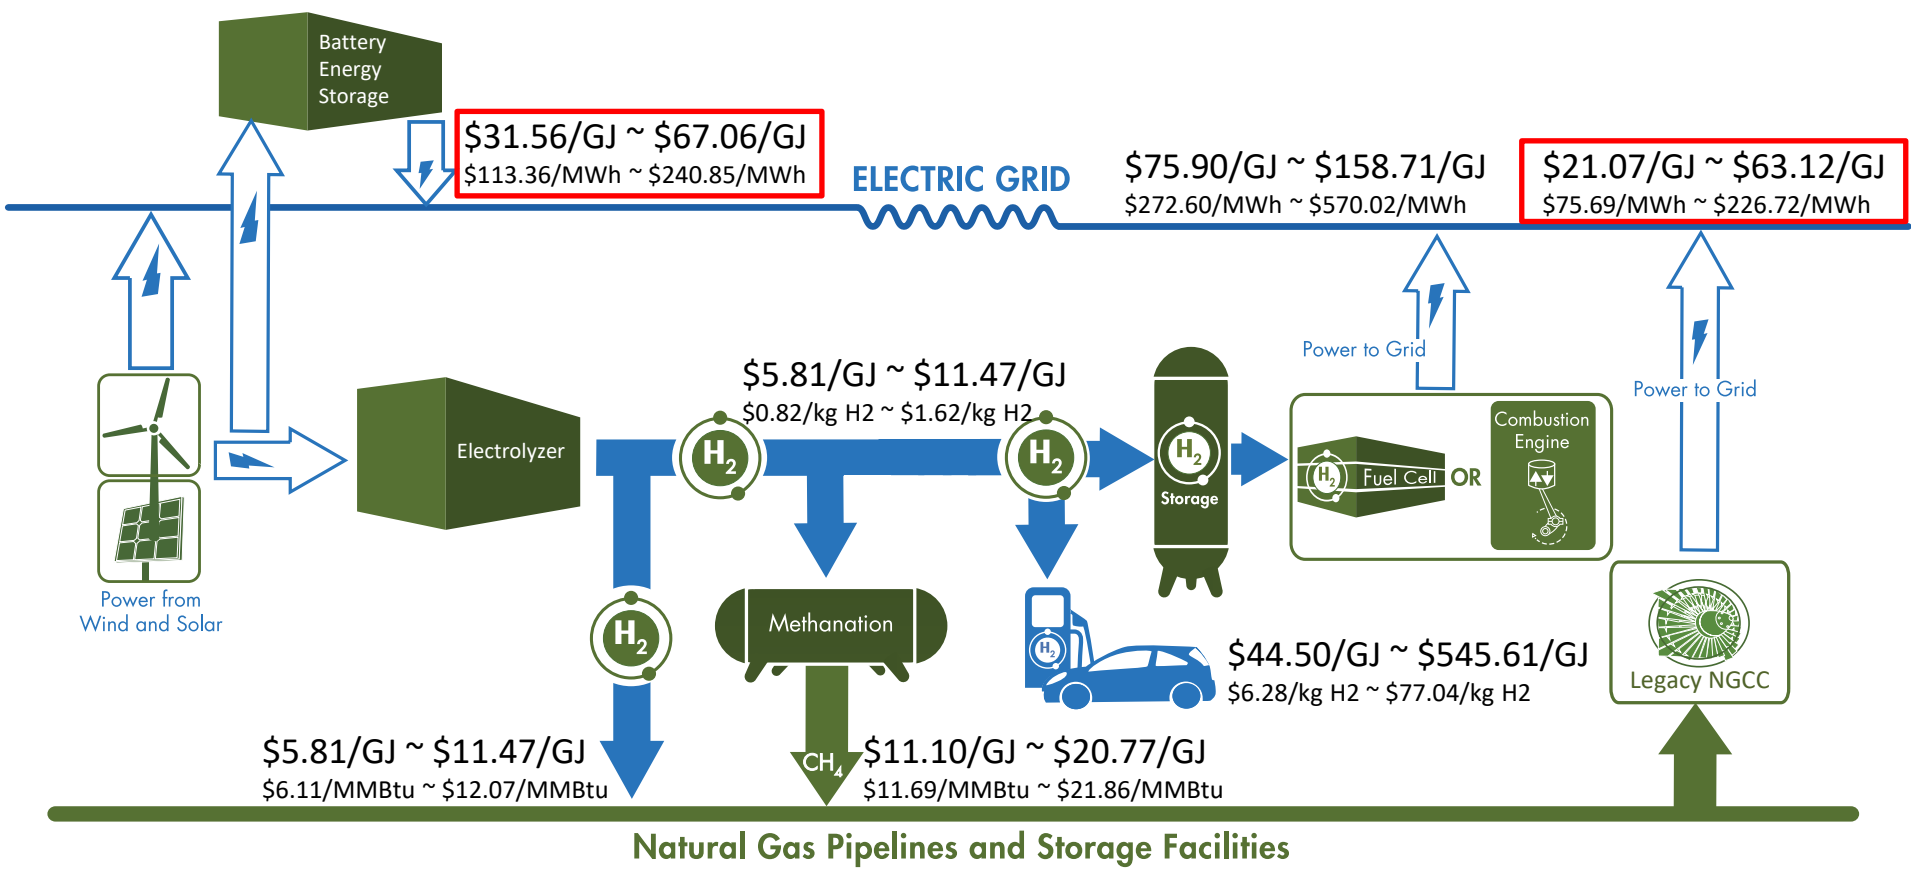 Battery
Energy
Storage
$31.56/GJ ~ $67.06/GJ
$113.36/MWh ~ $240.85/MWh
ELECTRIC GRID
$75.90/GJ ~ $158.71/GJ
$272.60/MWh ~ $570.02/MWh
$21.07/GJ ~ $63.12/GJ
$75.69/MWh ~ $226.72/MWh
Power to Grid
Power to Grid
$5.81/GJ ~ $11.47/GJ
$0.82/kg H2 ~ $1.62/kg H2
Electrolyzer
H2
H2
H2
Storage
H2
Fuel Cell
OR
Combustion
Engine
Power from
Wind and Solar
H2
Methanation
H2
$44.50/GJ ~ $545.61/GJ
$6.28/kg H2 ~ $77.04/kg H2
Legacy NGCC
$5.81/GJ ~ $11.47/GJ
$6.11/MMBtu ~ $12.07/MMBtu
CH4
$11.10/GJ ~ $20.77/GJ
$11.69/MMBtu ~ $21.86/MMBtu
Natural Gas Pipelines and Storage Facilities